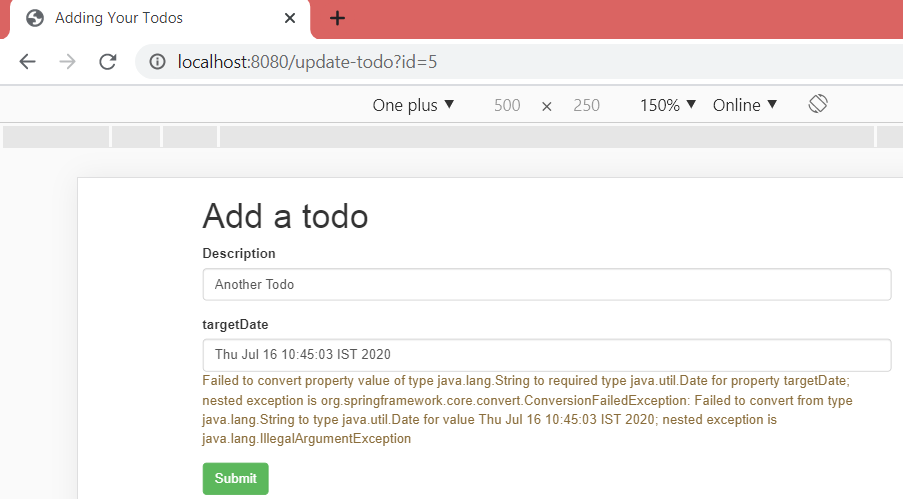 Adding Your Todos
localhost:8080/update-todo?id=5
One plus ▼ 500 × 250 150% ▼ Online ▼
Add a todo
Description
Another Todo
targetDate
Thu Jul 16 10:45:03 IST 2020
Failed to convert property value of type java.lang.String to required type java.util.Date for property targetDate;
nested exception is org.springframework.core.convert.ConversionFailedException: Failed to convert from type
java.lang.String to type java.util.Date for value Thu Jul 16 10:45:03 IST 2020; nested exception is
java.lang.IllegalArgumentException
Submit